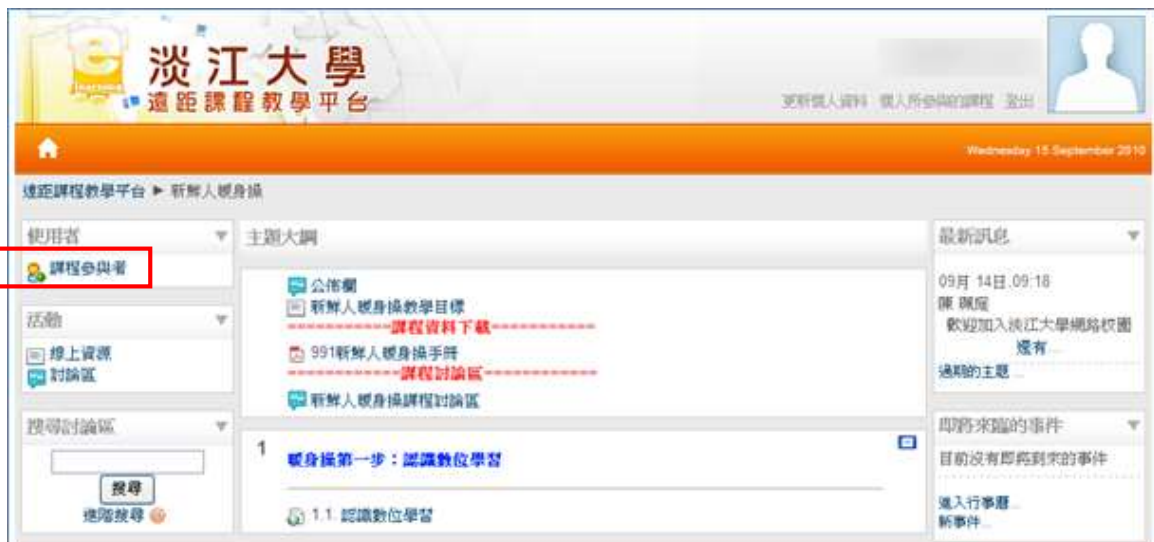 e
淡江大學
遠距課程教學平台
更新個人資料 個人所參與的課程 登出
Wednesday 15 September 2010
遠距課程教學平台 ► 新鮮人暖身操
使用者
課程參與者
活動
線上資源
討論區
搜尋討論區
搜尋
進階搜尋
主題大綱
公佈欄
新鮮人暖身操教學目標
===========課程資料下載===========
991新鮮人暖身操手冊
============課程討論區============
新鮮人暖身操課程討論區
1
暖身操第一步：認識數位學習
1.1. 認識數位學習
最新訊息
09月 14日,09:18
陳
歡迎加入淡江大學網路校園
還有...
過期的主題 ...
即將來臨的事件
目前沒有即將到來的事件
進入行事曆...
新事件...